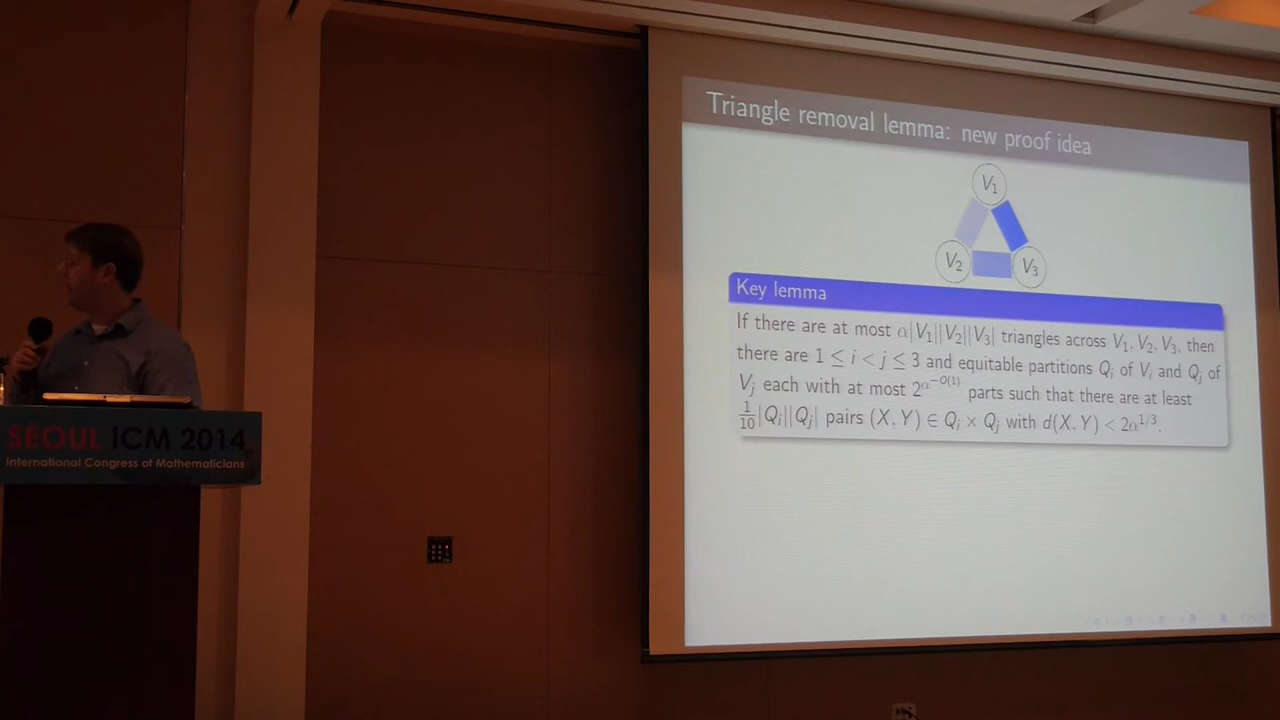 Triangle removal lemma: new proof idea
V₁
V₂ V₃
Key lemma
If there are at most α|V₁||V₂||V₃| triangles across V₁, V₂, V₃, then
there are 1 ≤ i < j ≤ 3 and equitable partitions Qᵢ of Vᵢ and Qⱼ of
Vⱼ each with at most 2^{α^{-O(1)}} parts such that there are at least
1/10|Qᵢ||Qⱼ| pairs (X, Y) ∈ Qᵢ × Qⱼ with d(X, Y) < 2α^{1/3}.
SEOUL ICM 2014
International Congress of Mathematicians